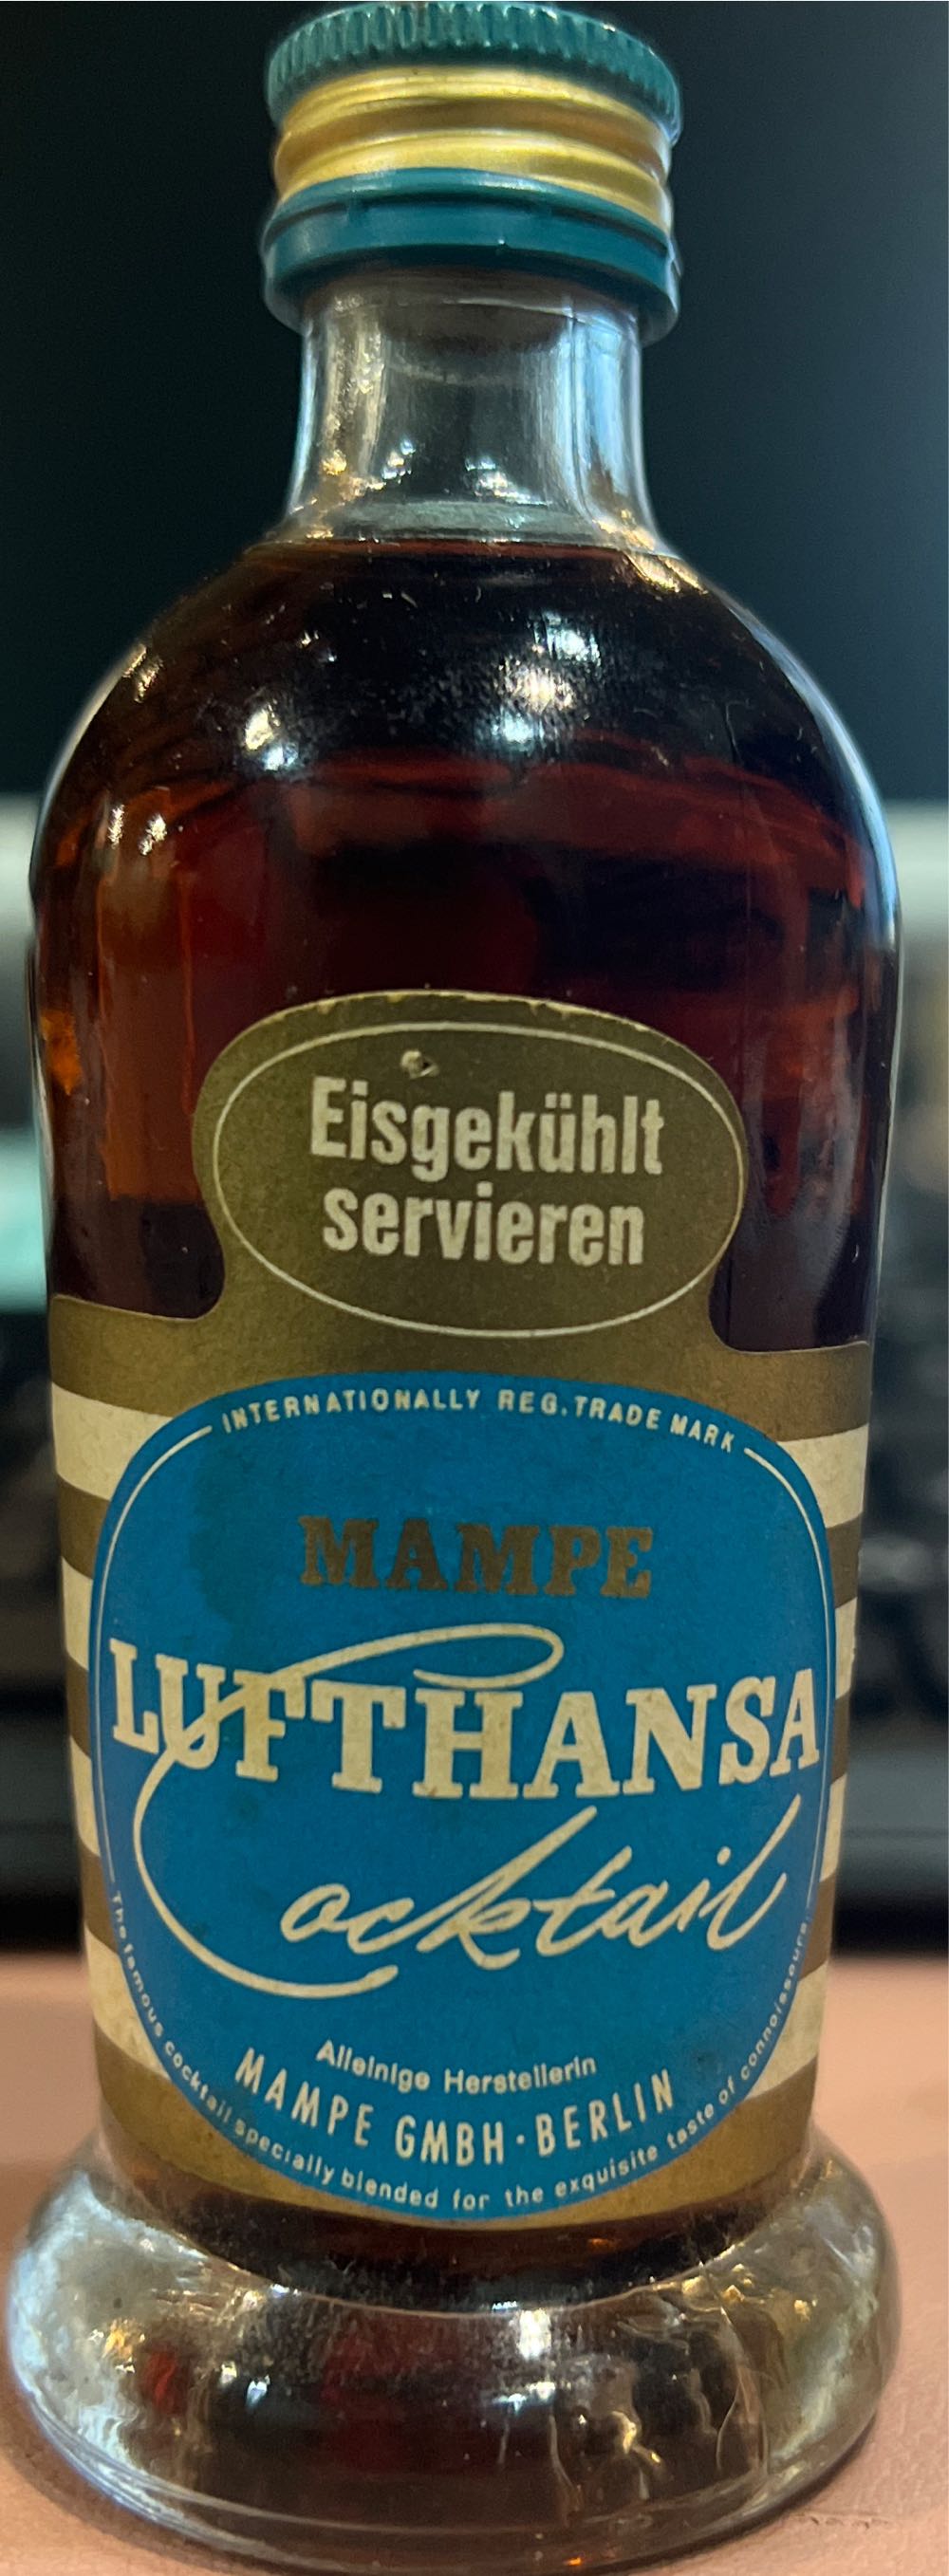 Eisgekühlt
servieren
INTERNATIONALLY REG. TRADE MARK
MAMPE
LUFTHANSA
Cocktail
Alleinige Herstellerin
MAMPE GMBH · BERLIN
The famous cocktail specially blended for the exquisite taste of connoisseurs